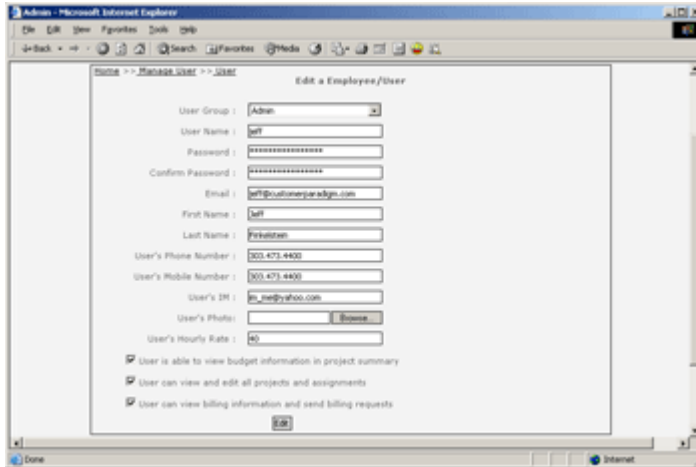 Admin - Microsoft Internet Explorer
File Edit View Favorites Tools Help
Back Search Favorites Media
Home >> Manage User >> User
Edit a Employee/User
User Group : Admin
User Name : jeff
Password : ****************
Confirm Password : ****************
Email : jeff@customerparadigm.com
First Name : Jeff
Last Name : Finkelstein
User's Phone Number : 303.473.4400
User's Mobile Number : 303.473.4400
User's IM : im_me@yahoo.com
User's Photo: Browse...
User's Hourly Rate : 40
User is able to view budget information in project summary
User can view and edit all projects and assignments
User can view billing information and send billing requests
Edit
Done Internet